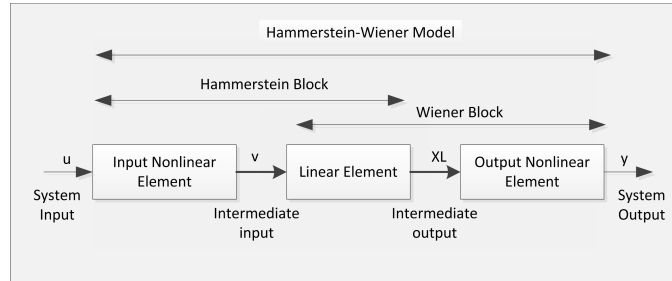 Hammerstein-Wiener Model
Hammerstein Block
Wiener Block
u
Input Nonlinear
Element
v
Linear Element
XL
Output Nonlinear
Element
y
System
Input
Intermediate
input
Intermediate
output
System
Output